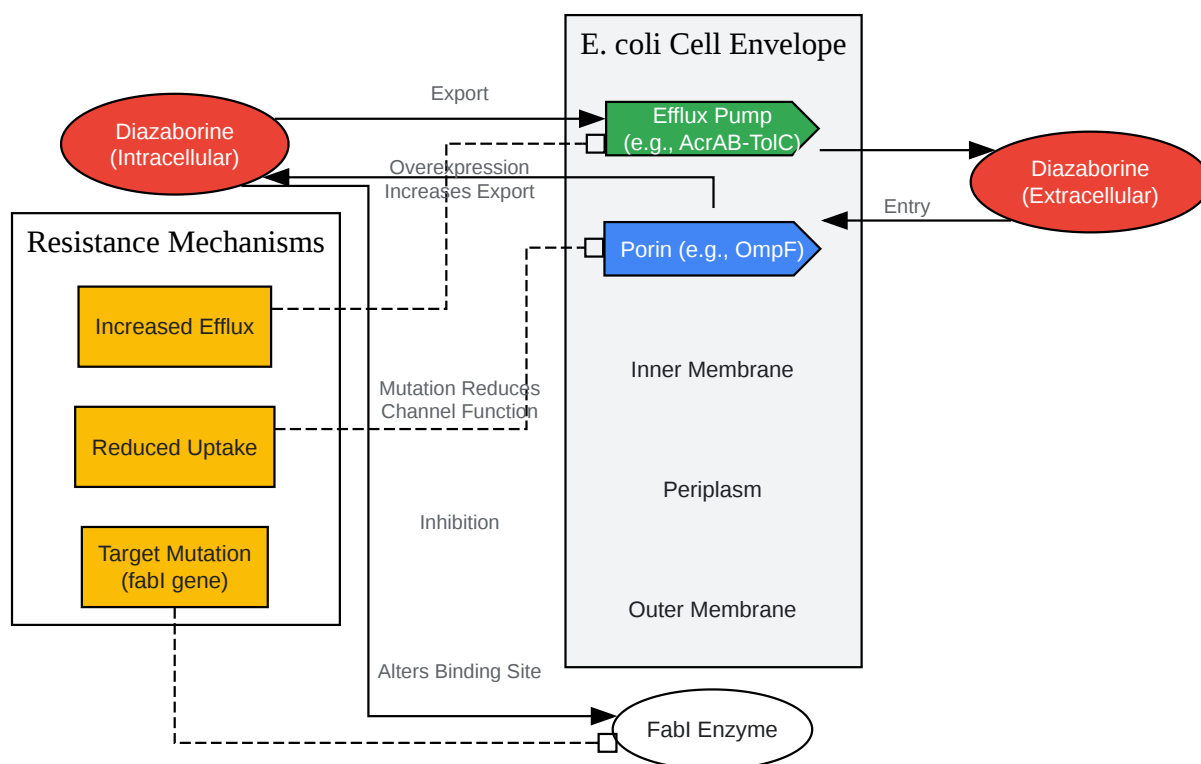 E. coli Cell Envelope
Export
Efflux Pump
(e.g., AcrAB-TolC)
Diazaborine
(Intracellular)
Overexpression
Increases Export
Diazaborine
(Extracellular)
Entry
Resistance Mechanisms
Porin (e.g., OmpF)
Increased Efflux
Inner Membrane
Mutation Reduces
Channel Function
Reduced Uptake
Periplasm
Inhibition
Target Mutation
(fabI gene)
Outer Membrane
Alters Binding Site
FabI Enzyme